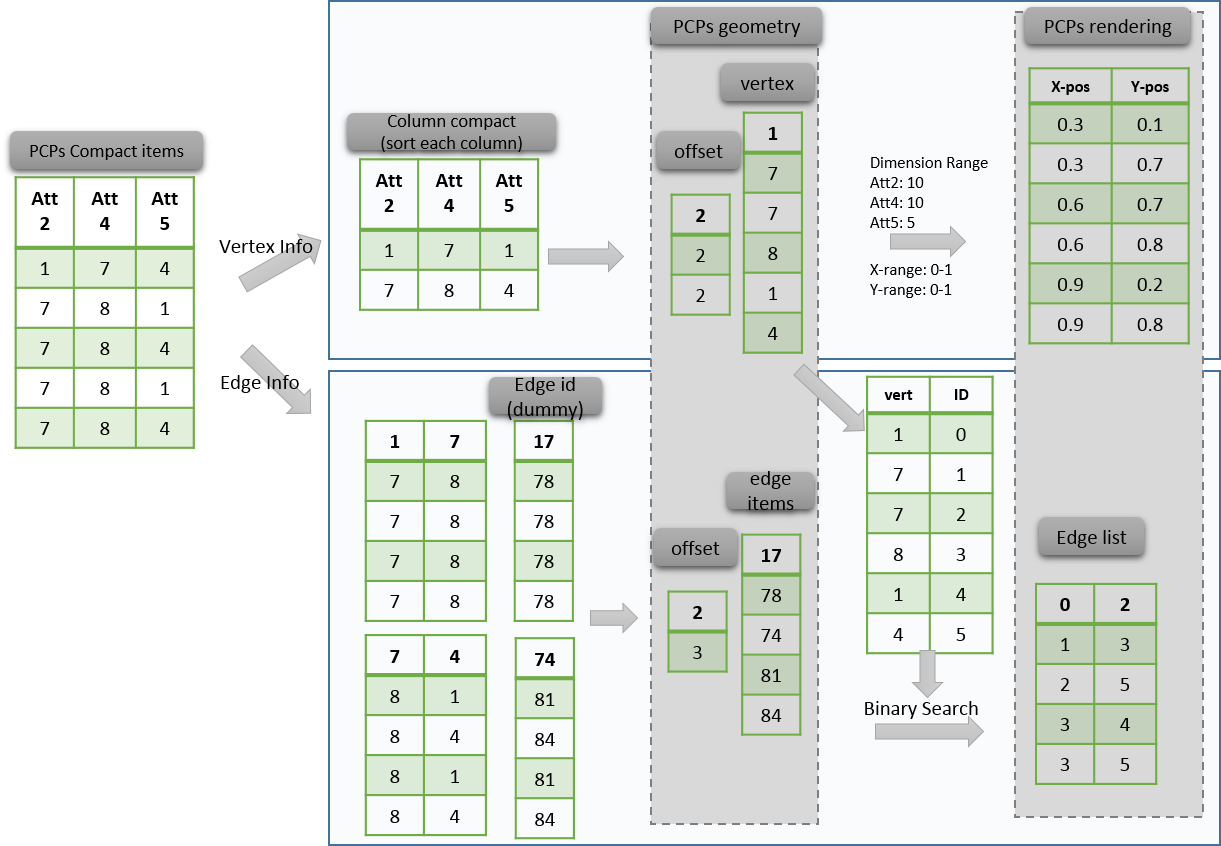 PCPs Compact items
Att 2 Att 4 Att 5
1 7 4
7 8 1
7 8 4
7 8 1
7 8 4
Vertex Info
Edge Info
Column compact
(sort each column)
Att 2 Att 4 Att 5
1 7 1
7 8 4
PCPs geometry
offset
2
2
2
vertex
1
7
7
8
1
4
Dimension Range
Att2: 10
Att4: 10
Att5: 5
X-range: 0-1
Y-range: 0-1
PCPs rendering
X-pos Y-pos
0.3 0.1
0.3 0.7
0.6 0.7
0.6 0.8
0.9 0.2
0.9 0.8
1 7
7 8
7 8
7 8
7 8
Edge id
(dummy)
17
78
78
78
78
7 4
8 1
8 4
8 1
8 4
74
81
84
81
84
offset
2
3
edge
items
17
78
74
81
84
vert ID
1 0
7 1
7 2
8 3
1 4
4 5
Binary Search
Edge list
0 2
1 3
2 5
3 4
3 5